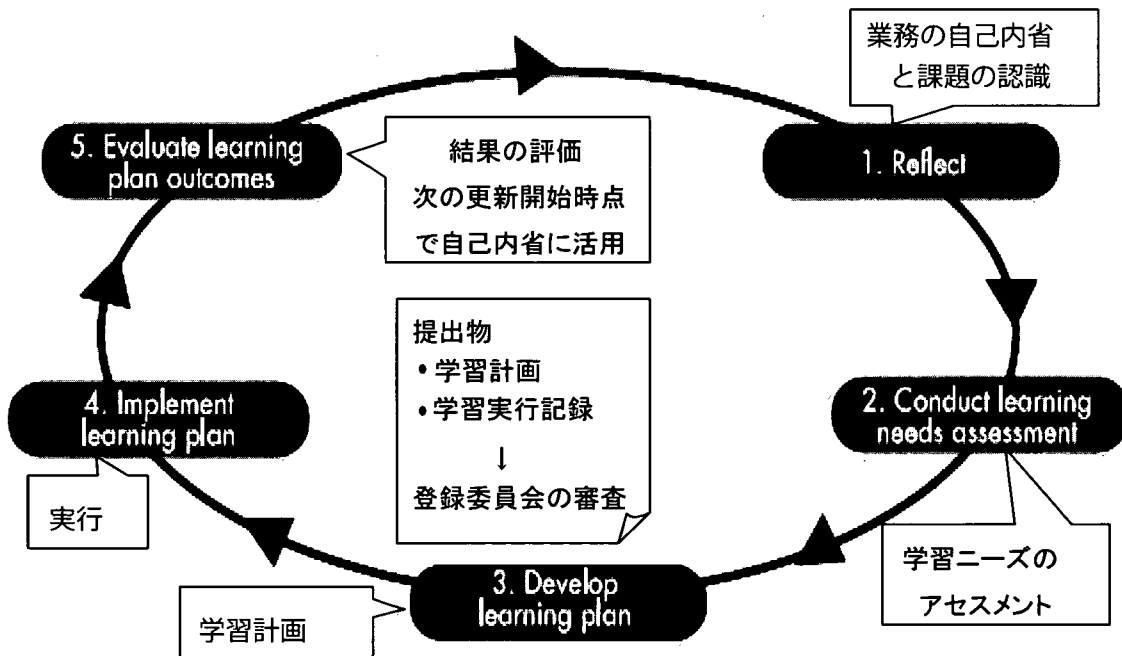 業務の自己内省
と課題の認識
1. Reflect
5. Evaluate learning
plan outcomes
結果の評価
次の更新開始時点
で自己内省に活用
提出物
• 学習計画
• 学習実行記録
↓
登録委員会の審査
2. Conduct learning
needs assessment
学習ニーズの
アセスメント
4. Implement
learning plan
実行
3. Develop
learning plan
学習計画